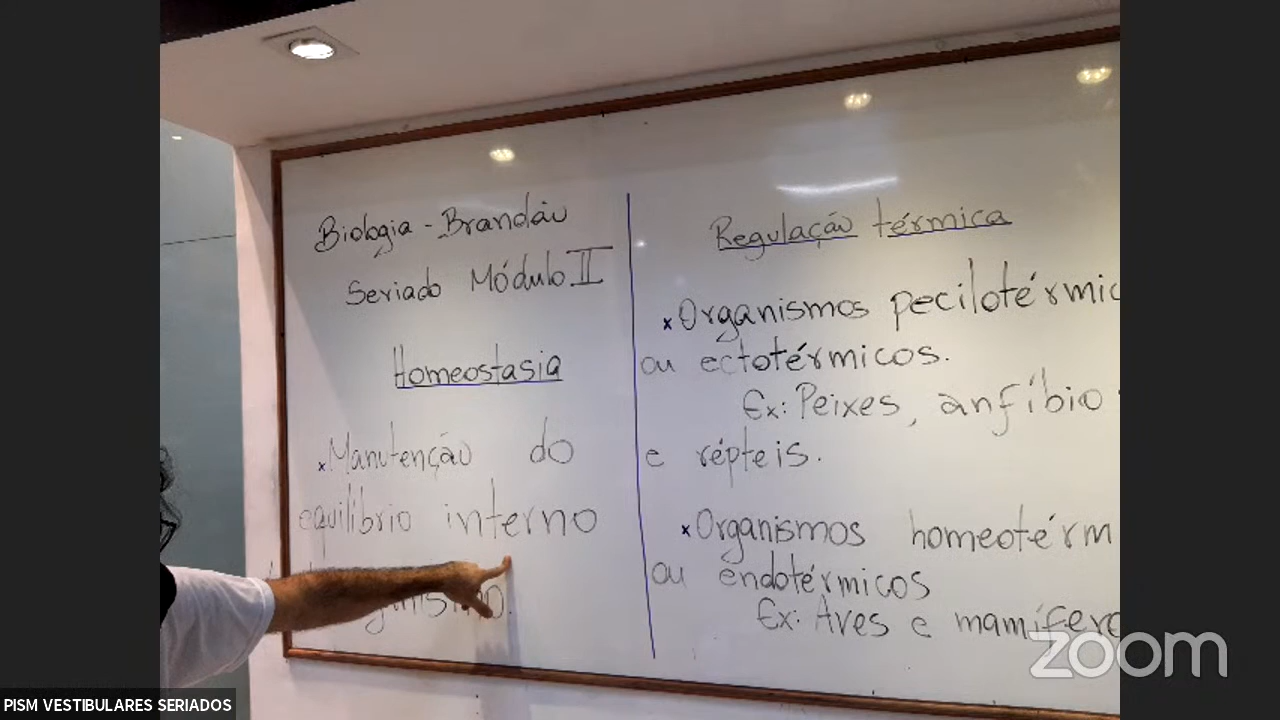 Biologia - Brandão
Seriado Módulo II
Homeostasia
x Manutenção do
equilíbrio interno
organismo.
Regulação térmica
x Organismos pecilotérmic
ou ectotérmicos.
Ex: Peixes, anfíbio
e répteis.
x Organismos homeotérm
ou endotérmicos
Ex: Aves e mamífero
zoom
PISM VESTIBULARES SERIADOS